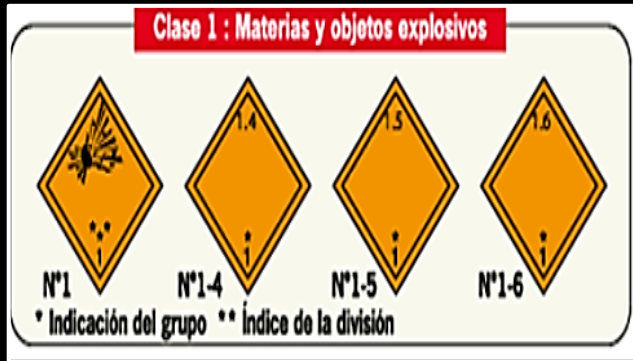 Clase 1 : Materias y objetos explosivos
1.4 1.5 1.6
** *
1 * 1 * 1 * 1
N°1 N°1-4 N°1-5 N°1-6
* Indicación del grupo ** Índice de la división